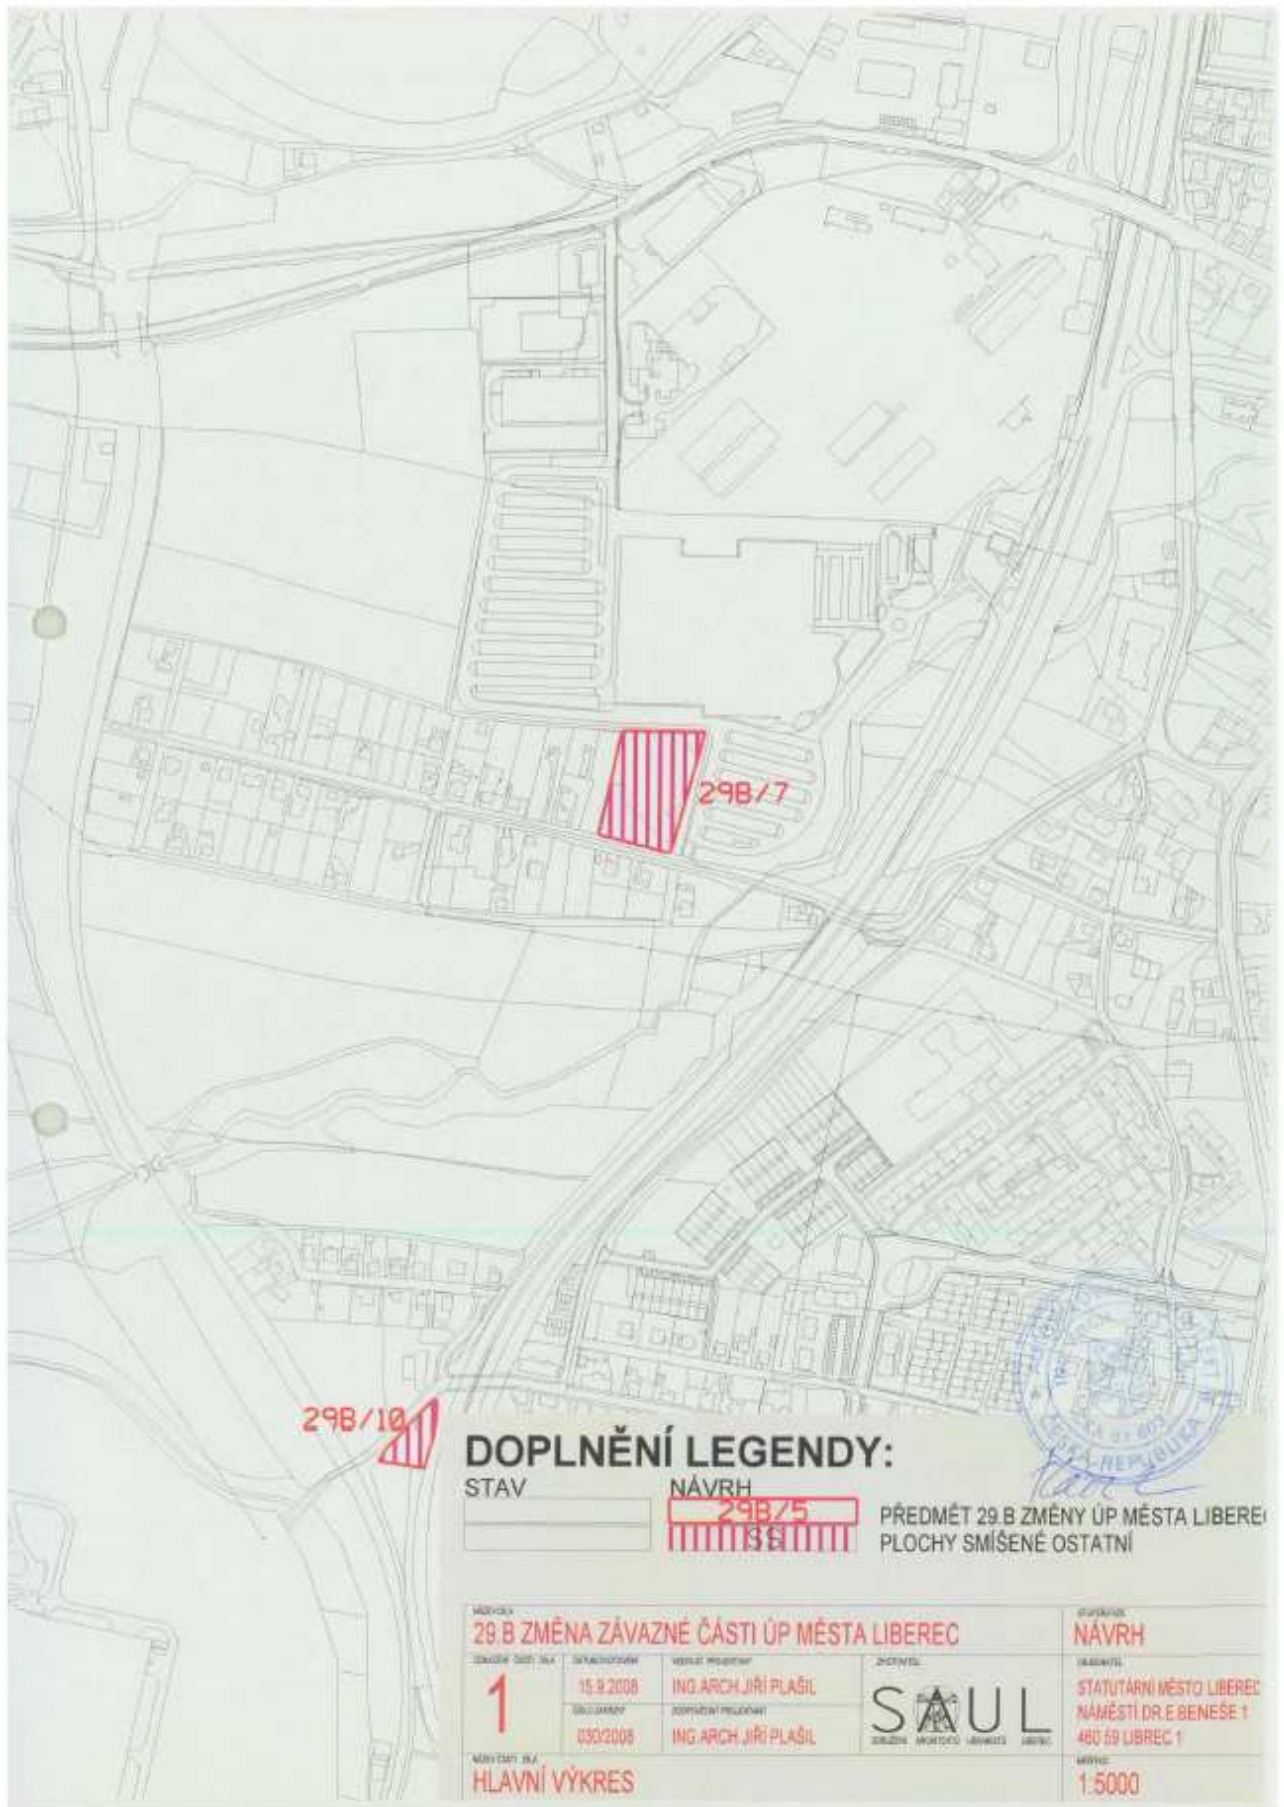 29B/7
29B/10
DOPLNĚNÍ LEGENDY:
STAV
NÁVRH
29B/5
SS
PŘEDMĚT 29.B ZMĚNY ÚP MĚSTA LIBEREC
PLOCHY SMÍŠENÉ OSTATNÍ
29.B ZMĚNA ZÁVAZNÉ ČÁSTI ÚP MĚSTA LIBEREC
NÁVRH
1
15.9.2008
ING.ARCH.JIŘÍ PLAŠIL
030/2008
ING.ARCH.JIŘÍ PLAŠIL
SAUL
STATUTÁRNÍ MĚSTO LIBEREC
NÁMĚSTÍ DR.E.BENEŠE 1
460 59 LIBREC 1
HLAVNÍ VÝKRES
1:5000
ČESKÁ REPUBLIKA